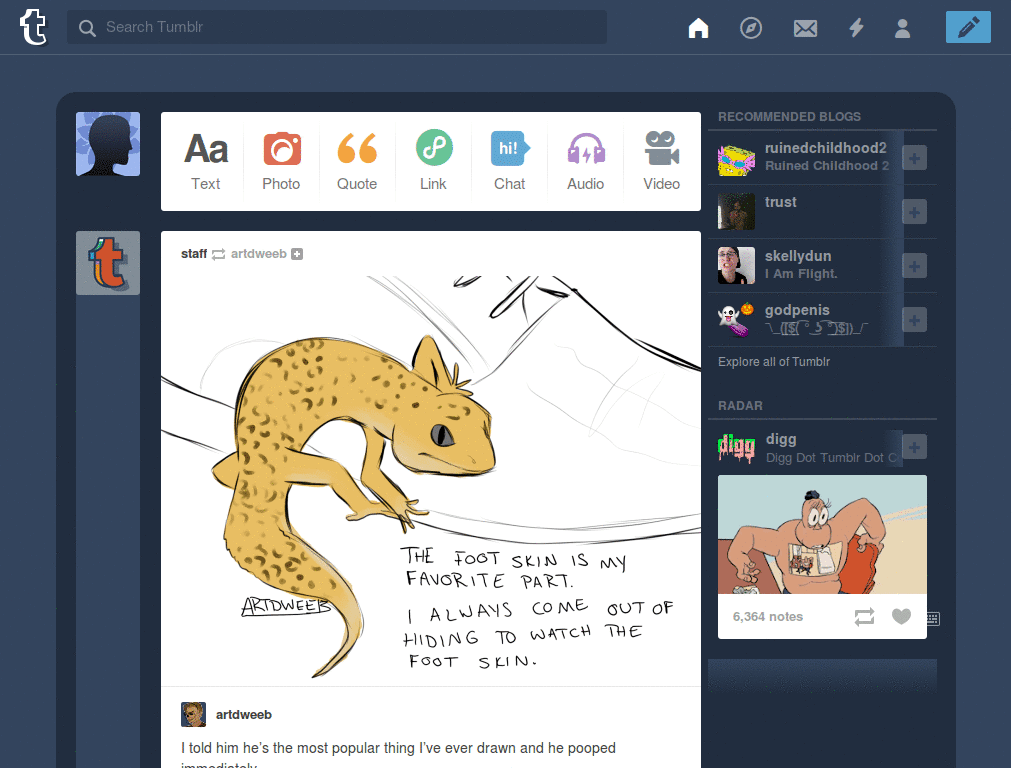 Search Tumblr
Aa
Text
Photo
Quote
Link
hi!
Chat
Audio
Video
staff artdweeb
THE FOOT SKIN IS MY
FAVORITE PART.
I ALWAYS COME OUT OF
HIDING TO WATCH THE
FOOT SKIN.
ARTDWEEB
artdweeb
I told him he's the most popular thing I've ever drawn and he pooped
immediately
RECOMMENDED BLOGS
ruinedchildhood2
Ruined Childhood 2
trust
skellydun
I Am Flight.
godpenis
Explore all of Tumblr
RADAR
digg
digg
Digg Dot Tumblr Dot C
6,364 notes